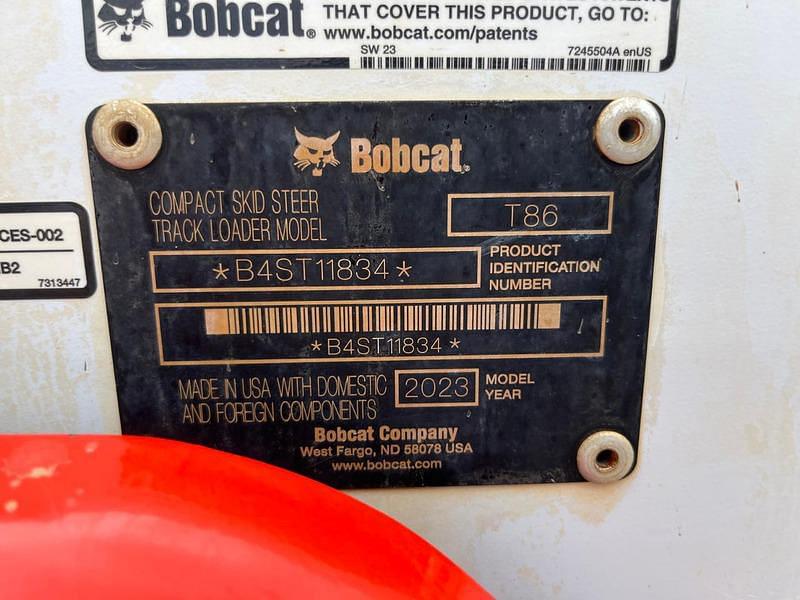 Bobcat®
THAT COVER THIS PRODUCT, GO TO:
www.bobcat.com/patents
SW 23
7245504A enUS
CES-002
B2
7313447
Bobcat®
COMPACT SKID STEER
TRACK LOADER MODEL
T86
*B4ST11834*
PRODUCT
IDENTIFICATION
NUMBER
*B4ST11834*
MADE IN USA WITH DOMESTIC
AND FOREIGN COMPONENTS
2023
MODEL
YEAR
Bobcat Company
West Fargo, ND 58078 USA
www.bobcat.com